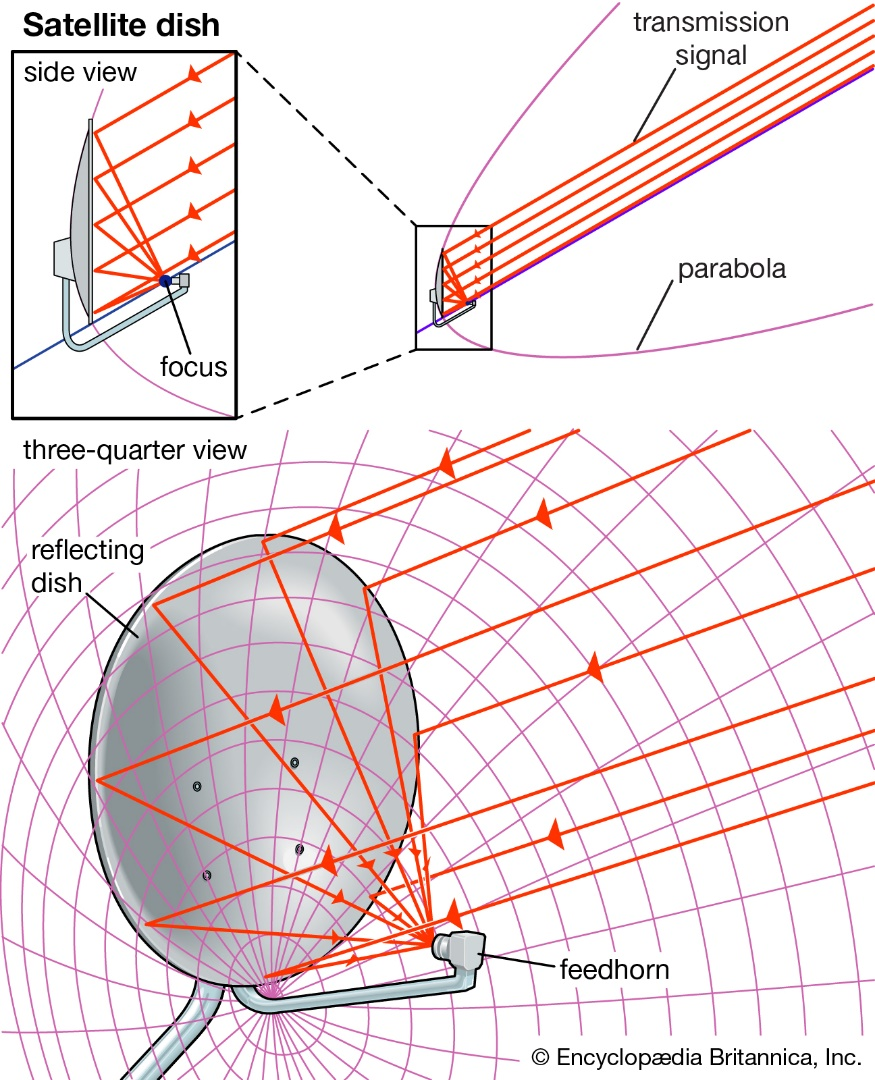 Satellite dish
side view
focus
transmission
signal
parabola
three-quarter view
reflecting
dish
feedhorn
© Encyclopædia Britannica, Inc.